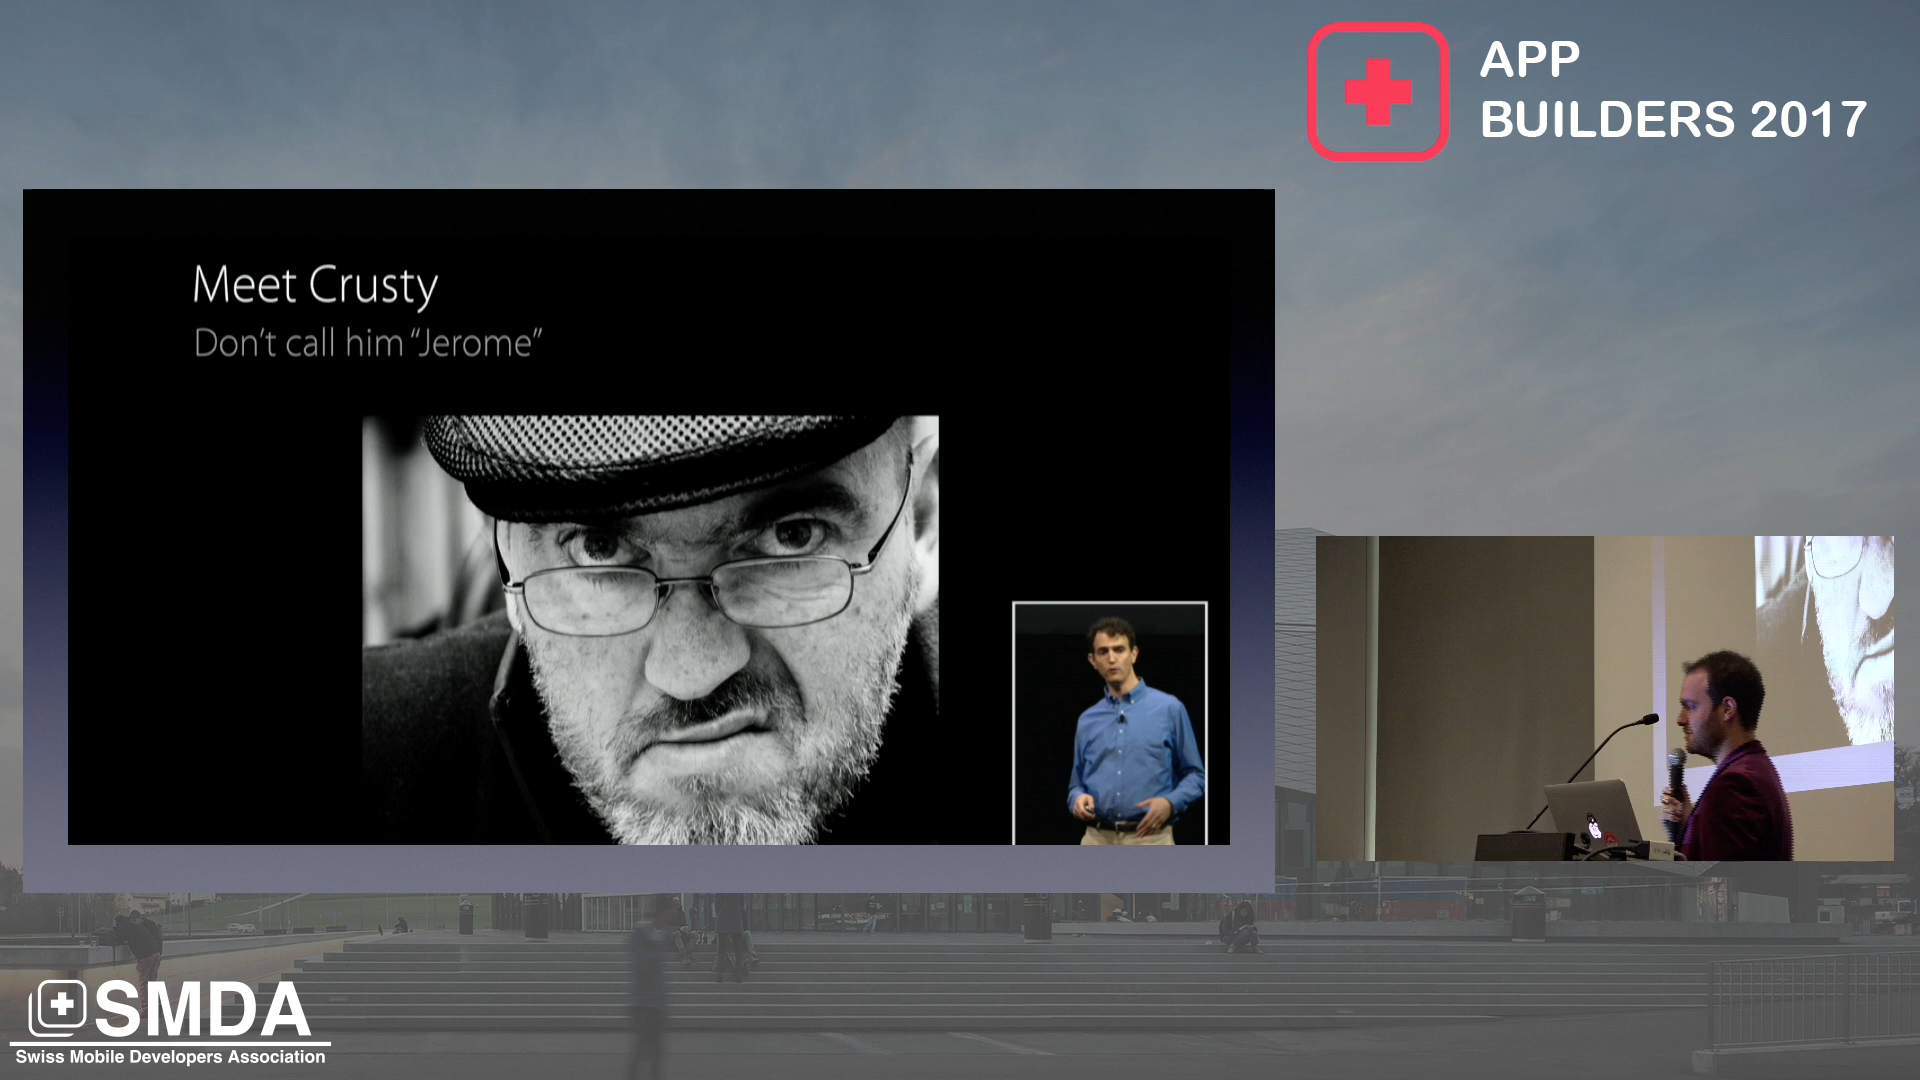 APP
BUILDERS 2017
Meet Crusty
Don't call him “Jerome”
SMDA
Swiss Mobile Developers Association